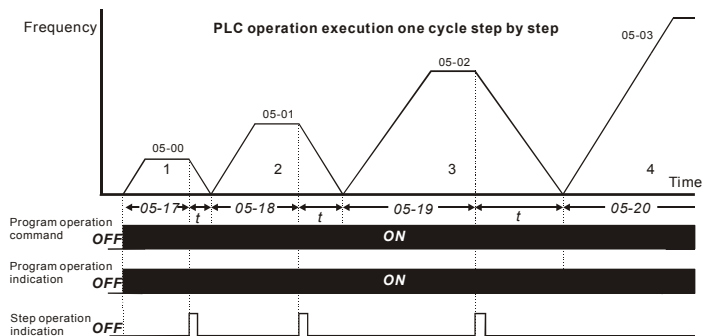 Frequency
PLC operation execution one cycle step by step
05-03
05-02
05-01
05-00
1
2
3
4
Time
05-17
t
05-18
t
05-19
t
05-20
Program operation
command
OFF
ON
Program operation
indication
OFF
ON
Step operation
indication
OFF